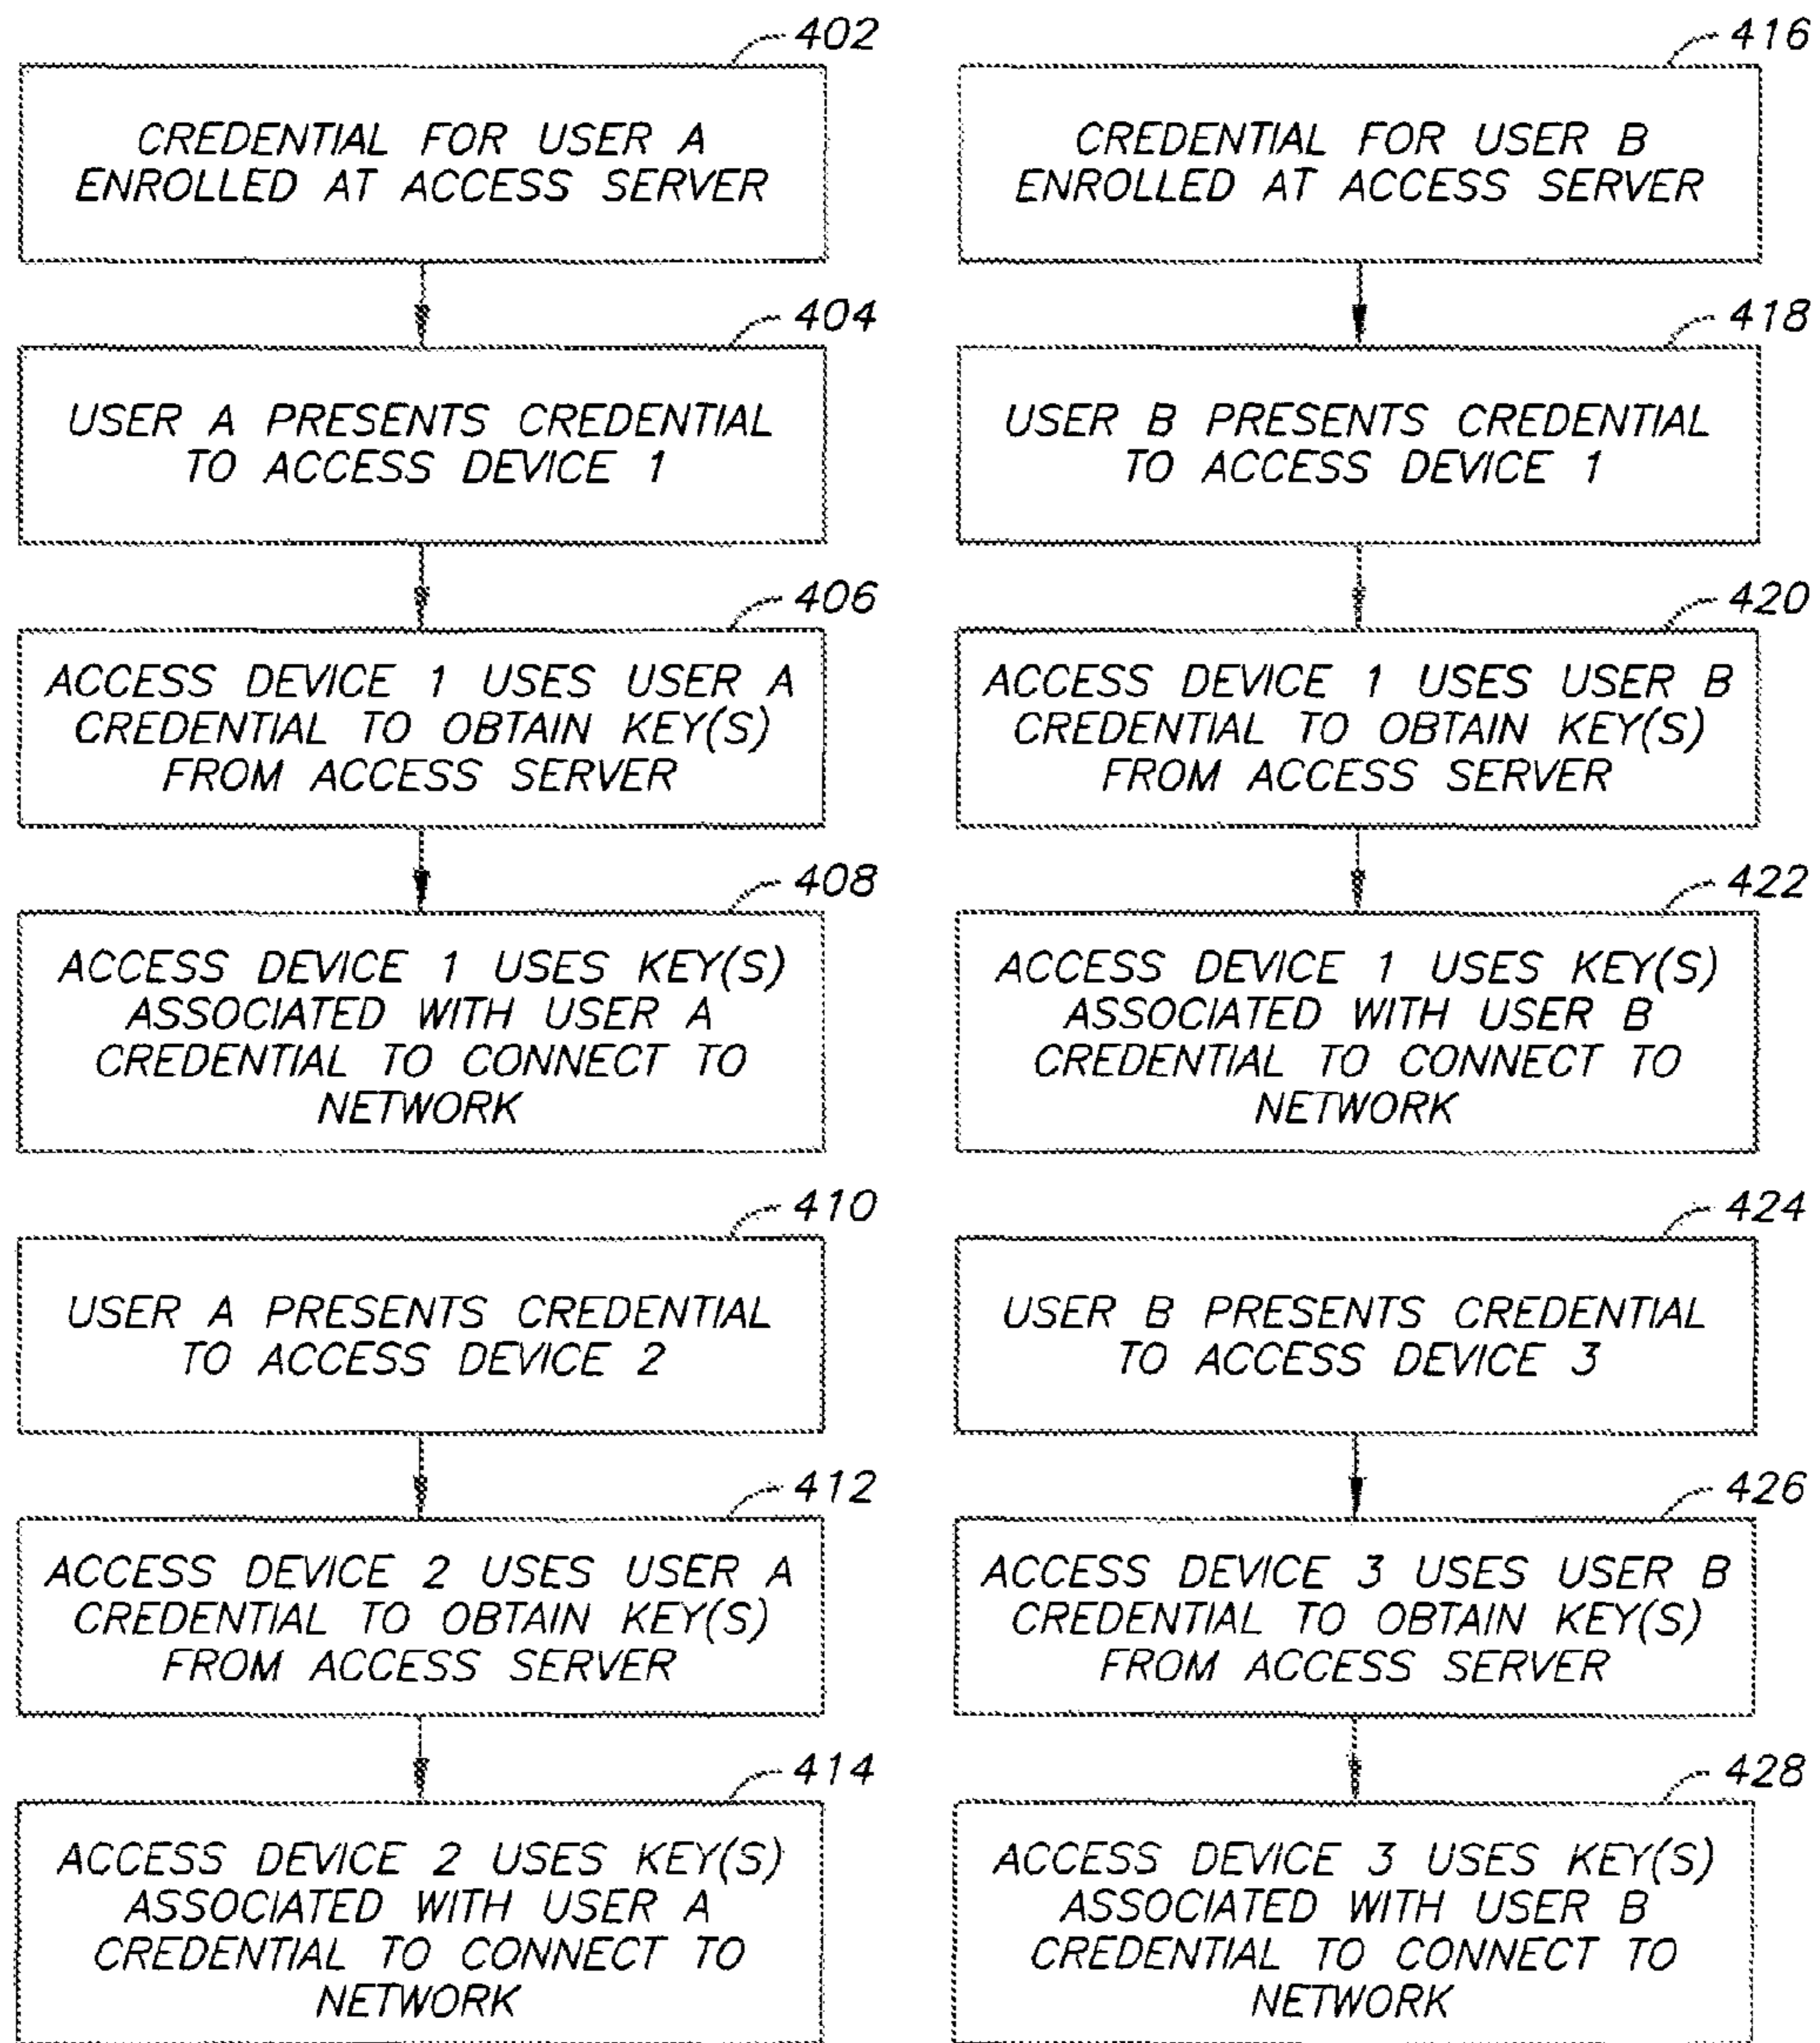 402
CREDENTIAL FOR USER A
ENROLLED AT ACCESS SERVER
404
USER A PRESENTS CREDENTIAL
TO ACCESS DEVICE 1
406
ACCESS DEVICE 1 USES USER A
CREDENTIAL TO OBTAIN KEY(S)
FROM ACCESS SERVER
408
ACCESS DEVICE 1 USES KEY(S)
ASSOCIATED WITH USER A
CREDENTIAL TO CONNECT TO
NETWORK
410
USER A PRESENTS CREDENTIAL
TO ACCESS DEVICE 2
412
ACCESS DEVICE 2 USES USER A
CREDENTIAL TO OBTAIN KEY(S)
FROM ACCESS SERVER
414
ACCESS DEVICE 2 USES KEY(S)
ASSOCIATED WITH USER A
CREDENTIAL TO CONNECT TO
NETWORK
416
CREDENTIAL FOR USER B
ENROLLED AT ACCESS SERVER
418
USER B PRESENTS CREDENTIAL
TO ACCESS DEVICE 1
420
ACCESS DEVICE 1 USES USER B
CREDENTIAL TO OBTAIN KEY(S)
FROM ACCESS SERVER
422
ACCESS DEVICE 1 USES KEY(S)
ASSOCIATED WITH USER B
CREDENTIAL TO CONNECT TO
NETWORK
424
USER B PRESENTS CREDENTIAL
TO ACCESS DEVICE 3
426
ACCESS DEVICE 3 USES USER B
CREDENTIAL TO OBTAIN KEY(S)
FROM ACCESS SERVER
428
ACCESS DEVICE 3 USES KEY(S)
ASSOCIATED WITH USER B
CREDENTIAL TO CONNECT TO
NETWORK